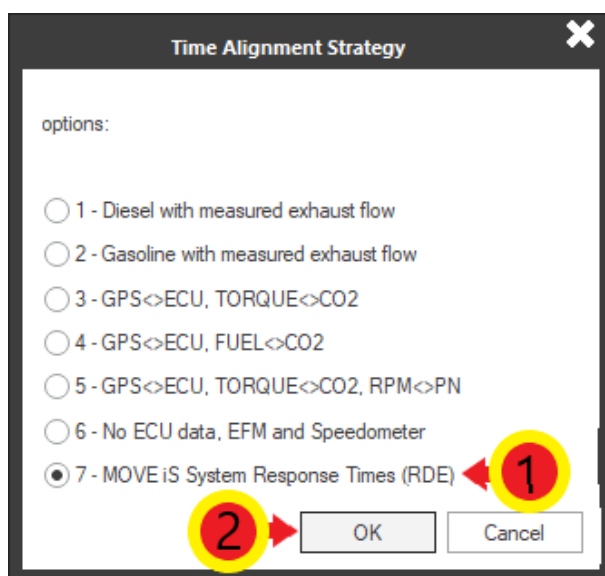 Time Alignment Strategy
options:
1 - Diesel with measured exhaust flow
2 - Gasoline with measured exhaust flow
3 - GPS<>ECU, TORQUE<>CO2
4 - GPS<>ECU, FUEL<>CO2
5 - GPS<>ECU, TORQUE<>CO2, RPM<>PN
6 - No ECU data, EFM and Speedometer
7 - MOVE iS System Response Times (RDE) 1
2 OK Cancel